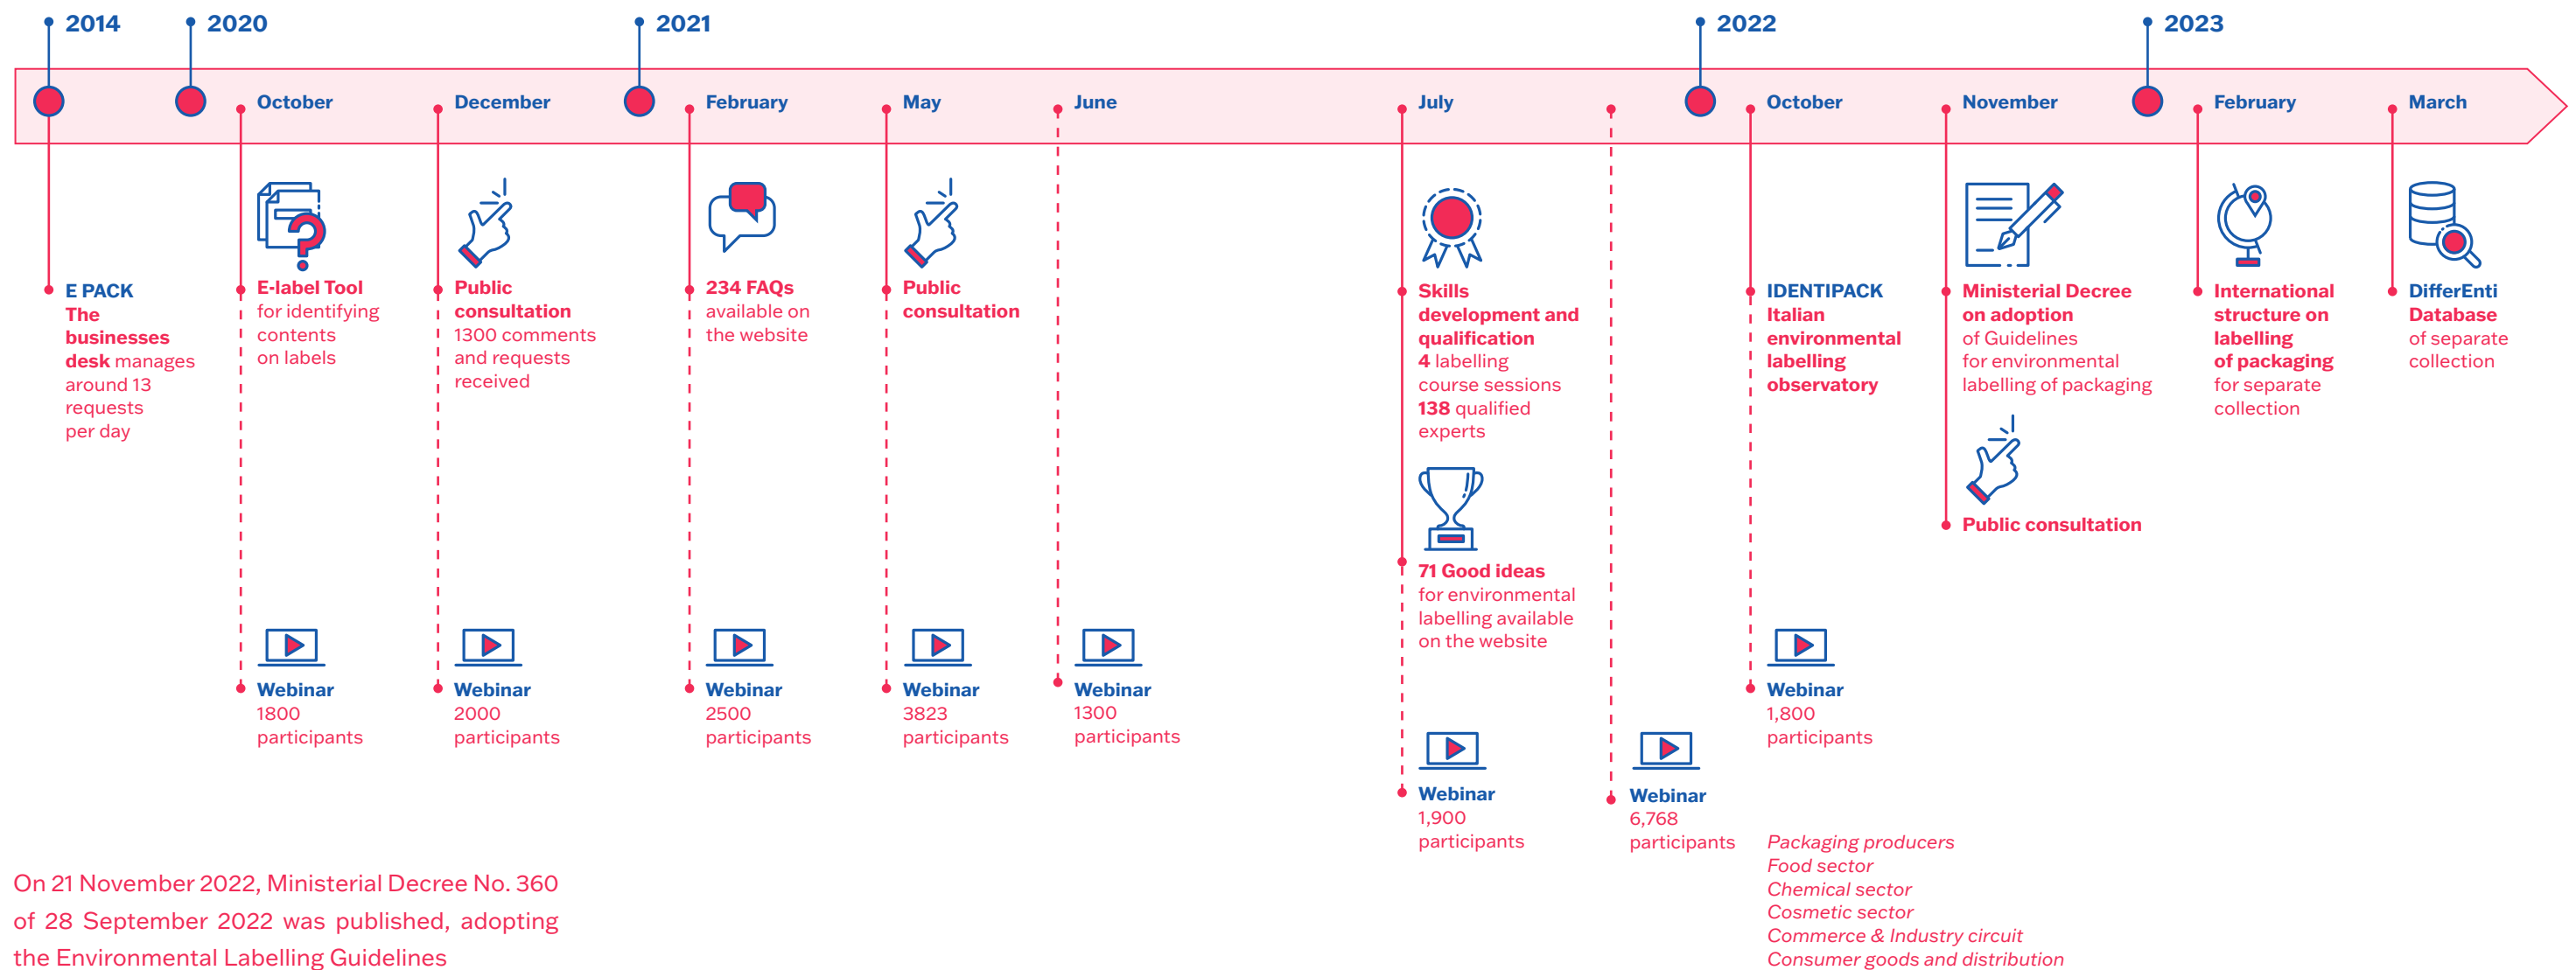 2014
2020
2021
2022
2023
October
December
February
May
June
July
October
November
February
March
E PACK
The
businesses
desk manages
around 13
requests
per day
E-label Tool
for identifying
contents
on labels
Public
consultation
1300 comments
and requests
received
234 FAQs
available on
the website
Public
consultation
Skills
development and
qualification
4 labelling
course sessions
138 qualified
experts
71 Good ideas
for environmental
labelling available
on the website
IDENTIPACK
Italian
environmental
labelling
observatory
Ministerial Decree
on adoption
of Guidelines
for environmental
labelling of packaging
Public consultation
International
structure on
labelling
of packaging
for separate
collection
DifferEnti
Database
of separate
collection
Webinar
1800
participants
Webinar
2000
participants
Webinar
2500
participants
Webinar
3823
participants
Webinar
1300
participants
Webinar
1,900
participants
Webinar
6,768
participants
Webinar
1,800
participants
Packaging producers
Food sector
Chemical sector
Cosmetic sector
Commerce & Industry circuit
Consumer goods and distribution
On 21 November 2022, Ministerial Decree No. 360
of 28 September 2022 was published, adopting
the Environmental Labelling Guidelines